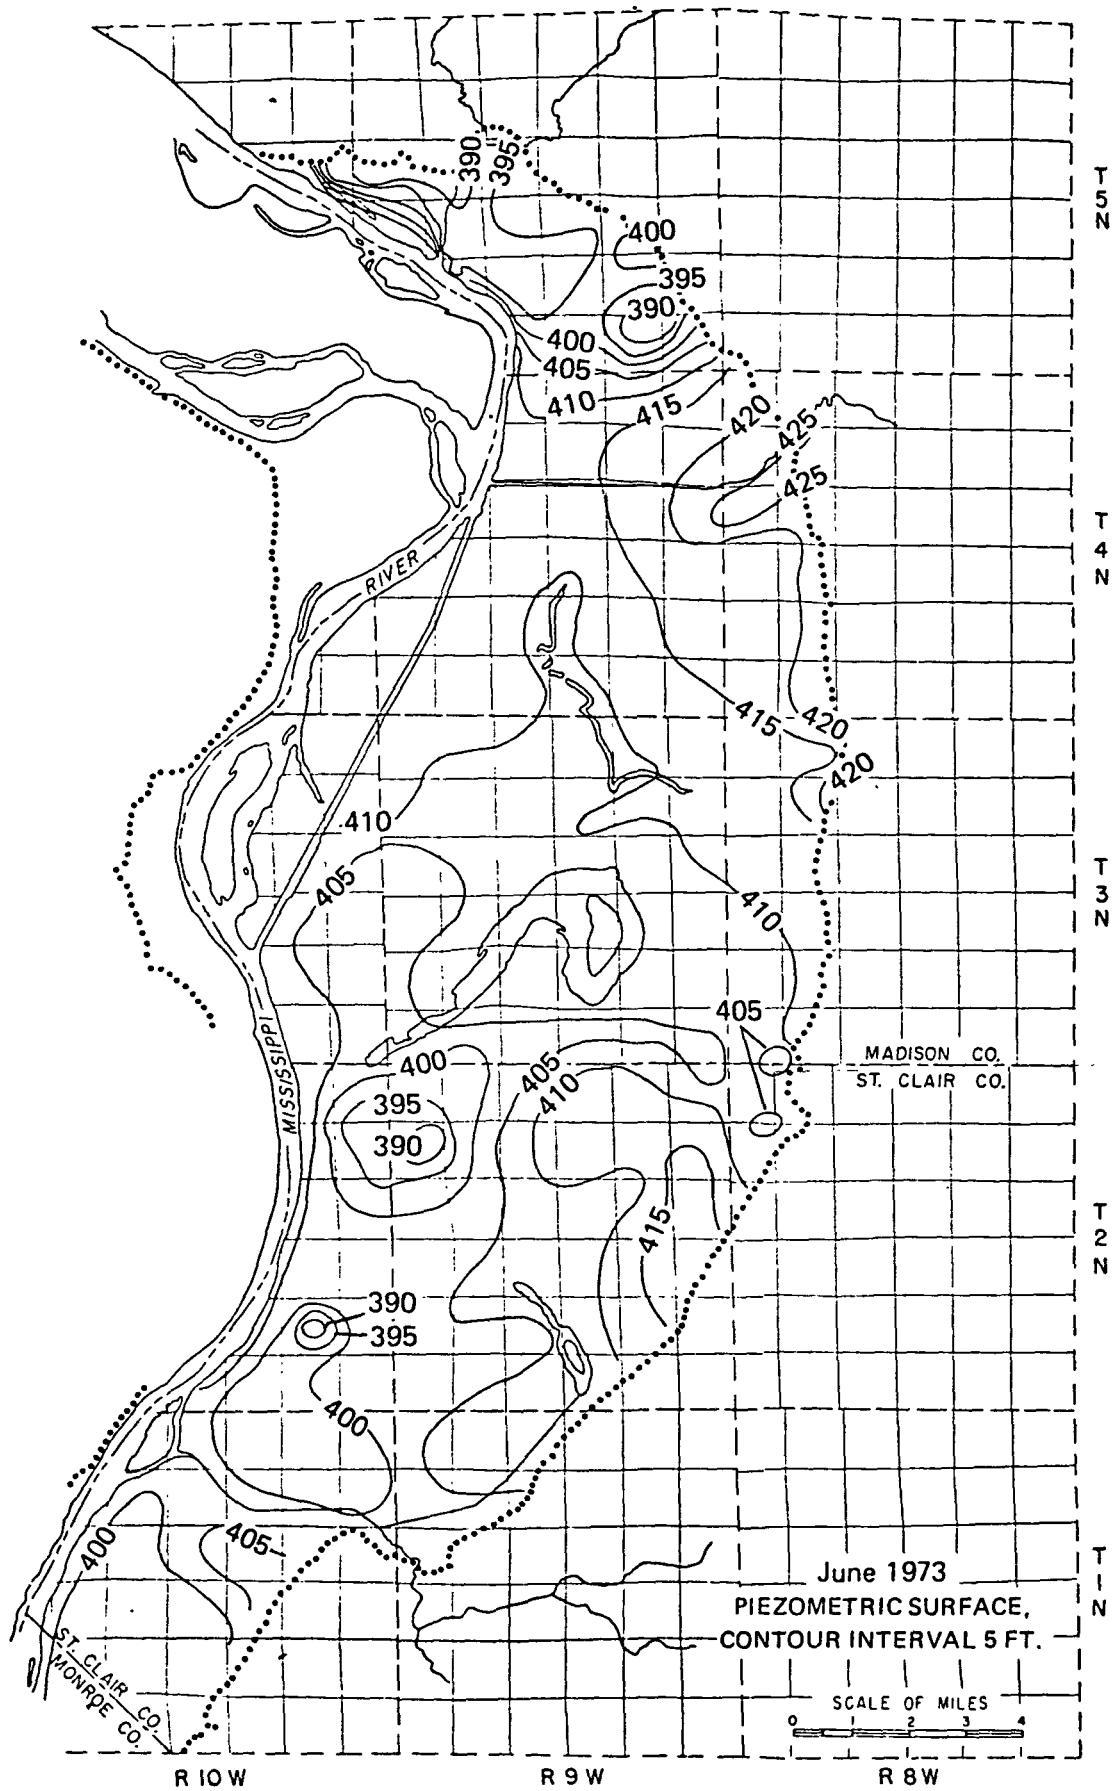 390
395
T
5
N
400
395
390
400
405
410
415
420
425
425
T
4
N
RIVER
415
420
420
410
405
410
T
3
N
405
MISSISSIPPI
MADISON CO.
ST. CLAIR CO.
400
405
410
395
390
415
T
2
N
390
395
400
400
405
June 1973
PIEZOMETRIC SURFACE,
CONTOUR INTERVAL 5 FT.
T
1
N
ST. CLAIR CO.
MONROE CO.
SCALE OF MILES
0 1 2 3 4
R 10 W R 9 W R 8 W